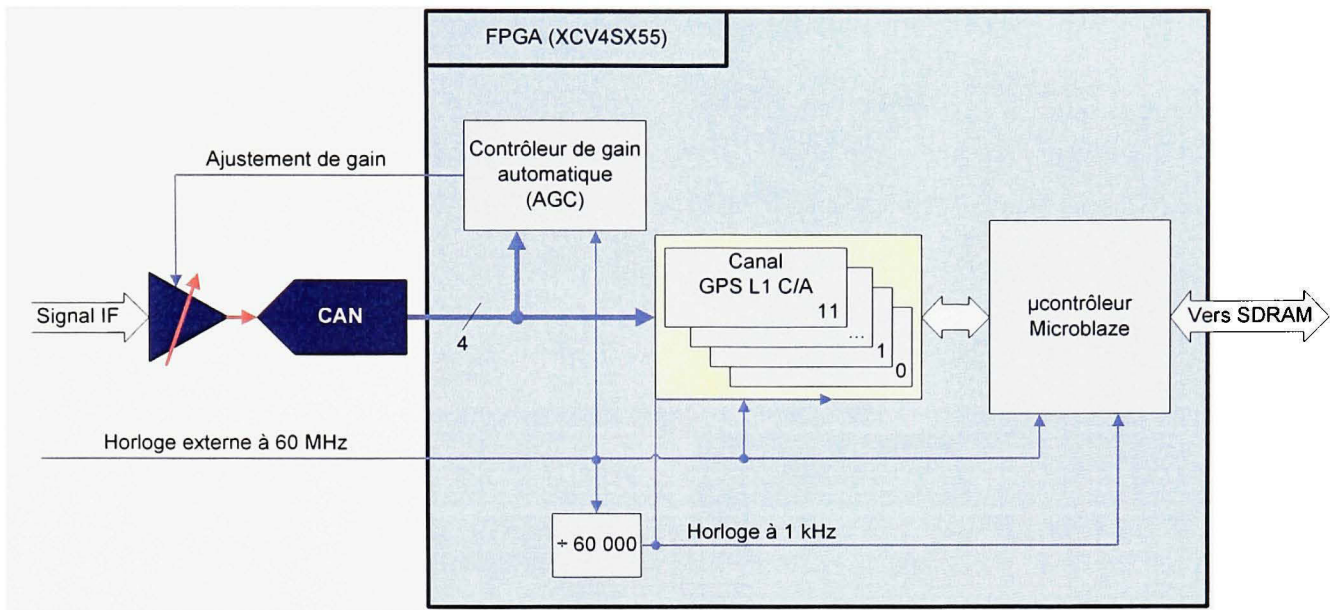 FPGA (XCV4SX55)
Ajustement de gain
Contrôleur de gain
automatique
(AGC)
Canal
GPS L1 C/A
11
...
1
0
Signal IF
CAN
4
µcontrôleur
Microblaze
Vers SDRAM
Horloge externe à 60 MHz
÷ 60 000
Horloge à 1 kHz